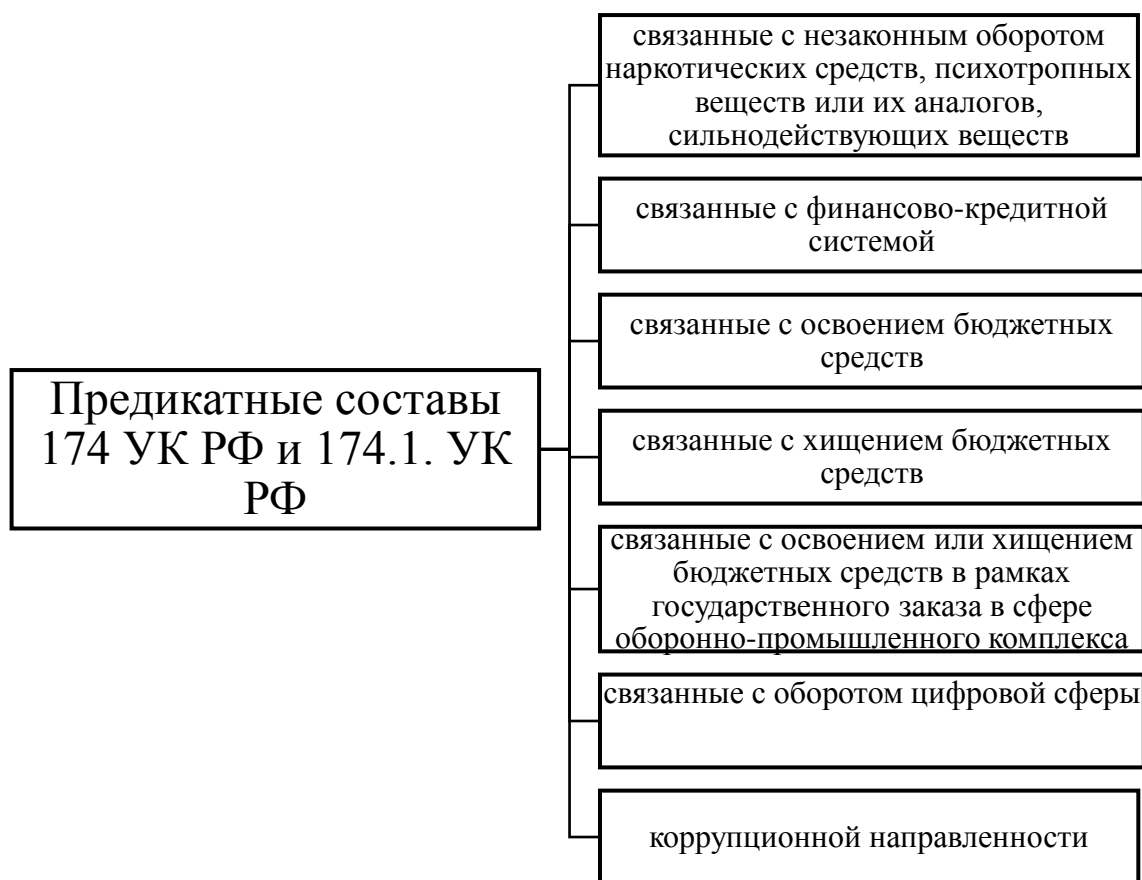 Предикатные составы
174 УК РФ и 174.1. УК
РФ
связанные с незаконным оборотом
наркотических средств, психотропных
веществ или их аналогов,
сильнодействующих веществ
связанные с финансово-кредитной
системой
связанные с освоением бюджетных
средств
связанные с хищением бюджетных
средств
связанные с освоением или хищением
бюджетных средств в рамках
государственного заказа в сфере
оборонно-промышленного комплекса
связанные с оборотом цифровой сферы
коррупционной направленности